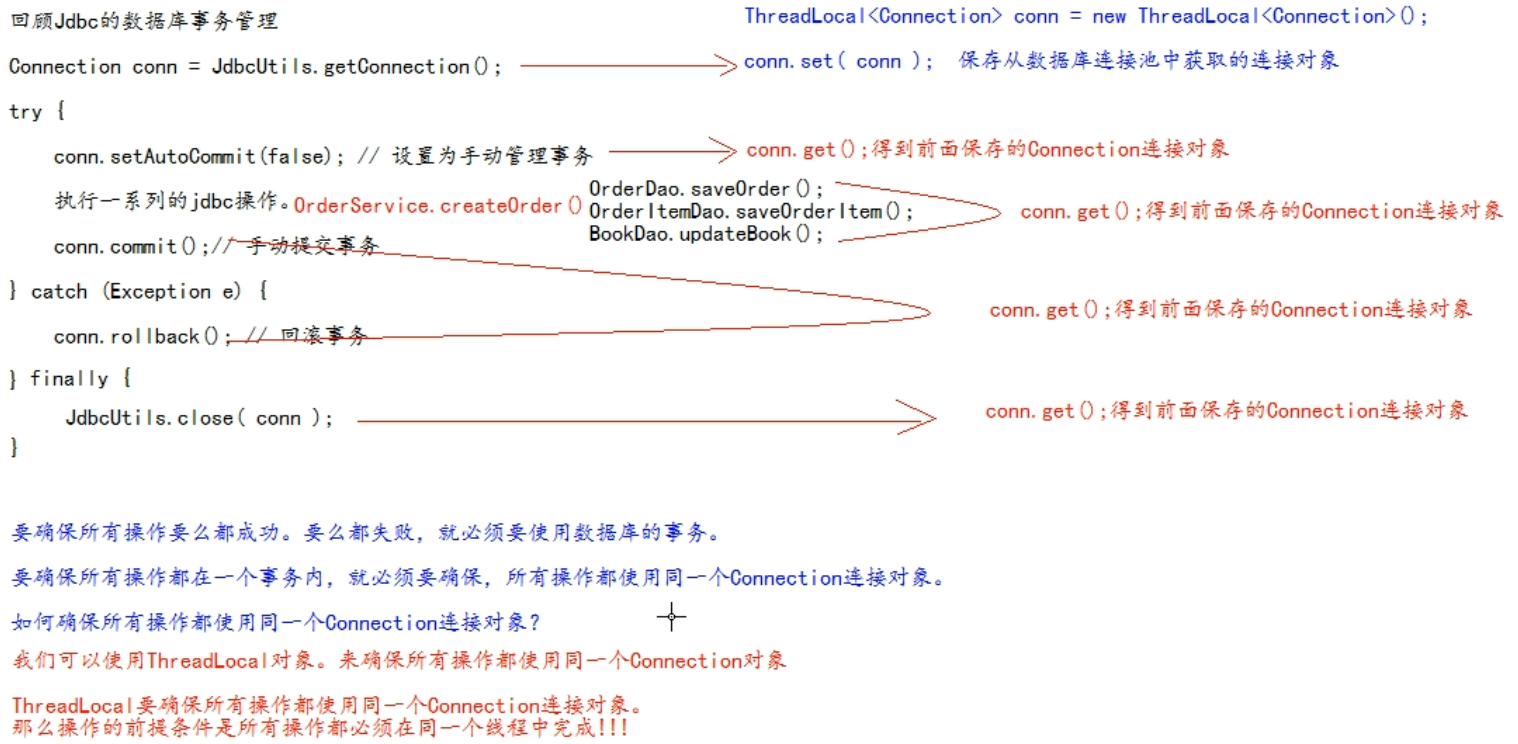 回顾Jdbc的数据库事务管理
ThreadLocal<Connection> conn = new ThreadLocal<Connection>();
Connection conn = JdbcUtils.getConnection();
conn.set( conn ); 保存从数据库连接池中获取的连接对象
try {
conn.setAutoCommit(false); // 设置为手动管理事务
conn.get();得到前面保存的Connection连接对象
执行一系列的jdbc操作。OrderService.createOrder()
OrderDao.saveOrder();
OrderItemDao.saveOrderItem();
BookDao.updateBook();
conn.get();得到前面保存的Connection连接对象
conn.commit();// 手动提交事务
} catch (Exception e) {
conn.get();得到前面保存的Connection连接对象
conn.rollback(); // 回滚事务
} finally {
JdbcUtils.close( conn );
conn.get();得到前面保存的Connection连接对象
}
要确保所有操作要么都成功。要么都失败，就必须要使用数据库的事务。
要确保所有操作都在一个事务内，就必须要确保，所有操作都使用同一个Connection连接对象。
如何确保所有操作都使用同一个Connection连接对象?
我们可以使用ThreadLocal对象。来确保所有操作都使用同一个Connection对象
ThreadLocal要确保所有操作都使用同一个Connection连接对象。
那么操作的前提条件是所有操作都必须在同一个线程中完成!!!